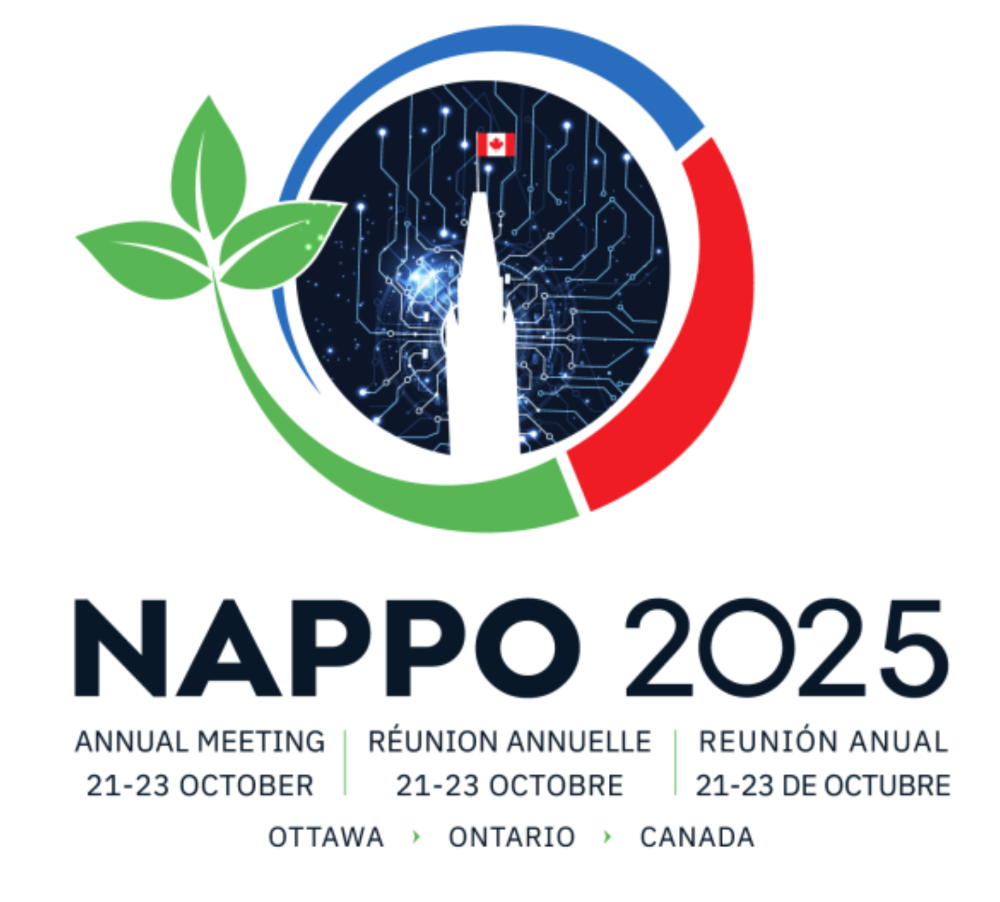 NAPPO 2025
ANNUAL MEETING
21-23 OCTOBER
RÉUNION ANNUELLE
21-23 OCTOBRE
REUNIÓN ANUAL
21-23 DE OCTUBRE
OTTAWA › ONTARIO › CANADA